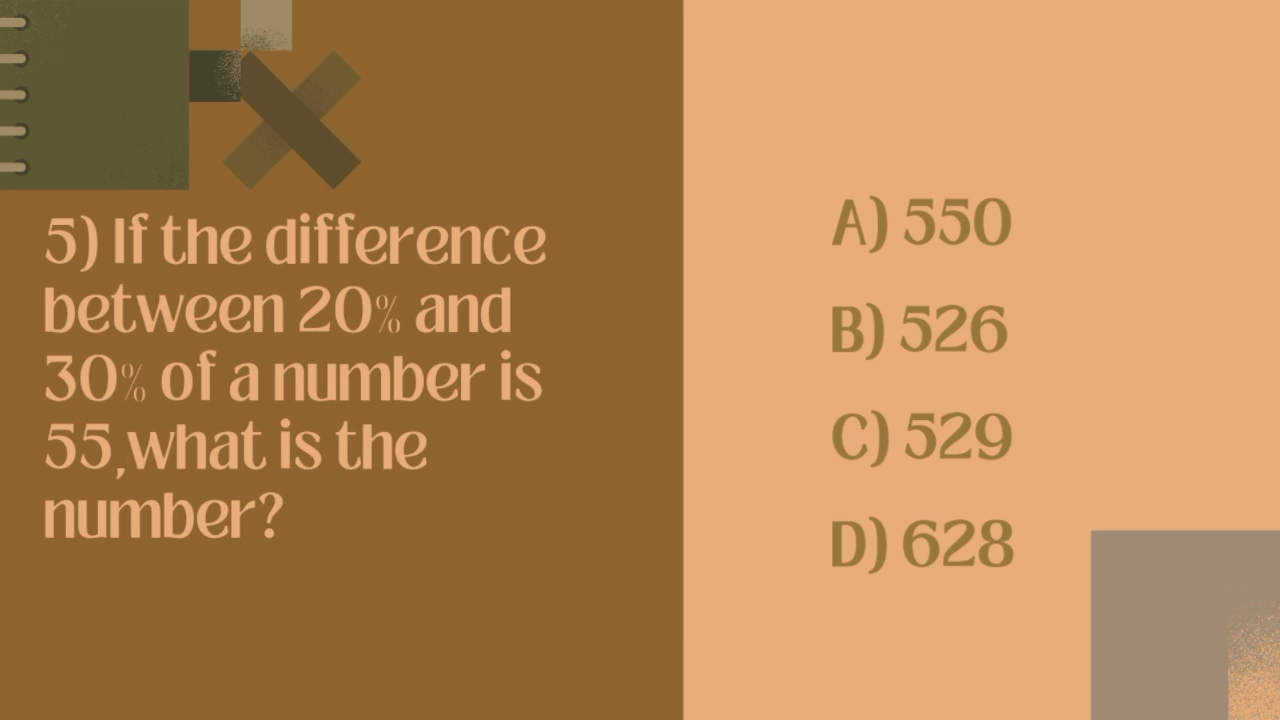 5) If the difference
between 20% and
30% of a number is
55,what is the
number?
A) 550
B) 526
C) 529
D) 628